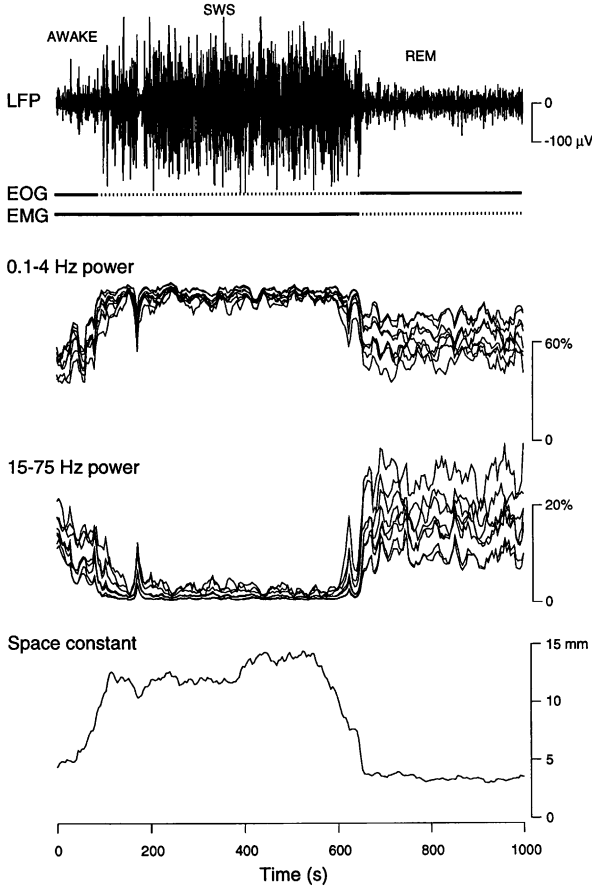 SWS
AWAKE
REM
LFP
0
-100 μV
EOG
EMG
0.1-4 Hz power
60%
0
15-75 Hz power
20%
0
Space constant
15 mm
10
5
0
0 200 400 600 800 1000
Time (s)